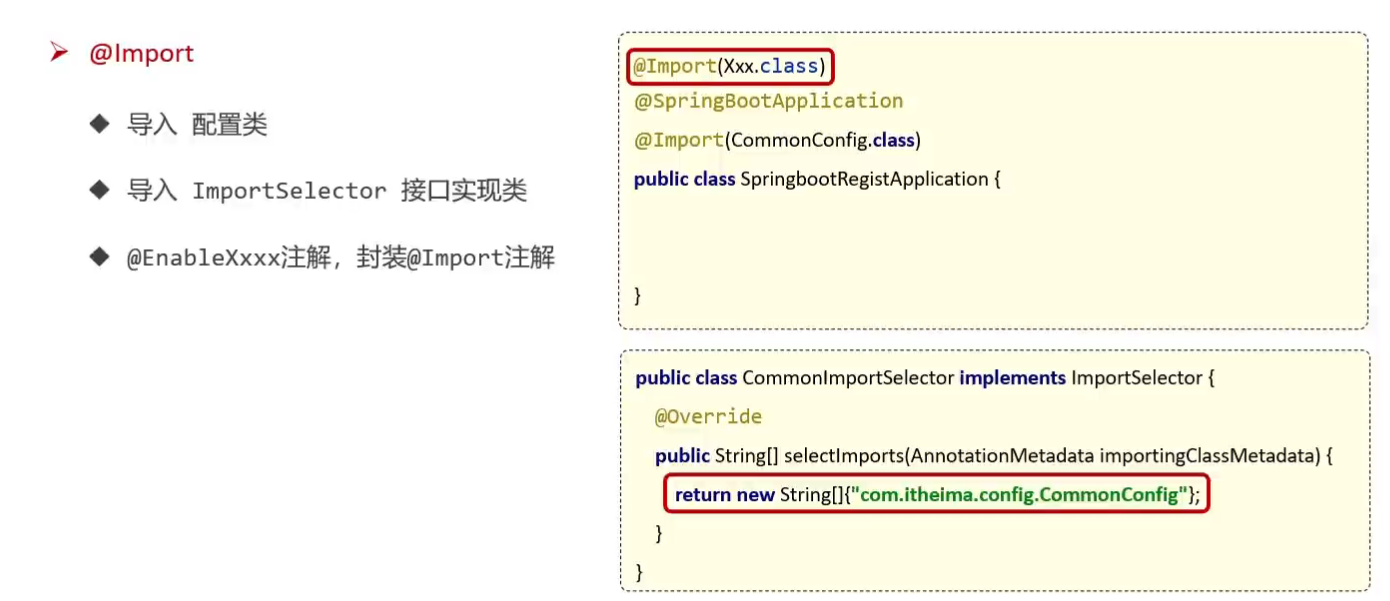 ➢ @Import
◆ 导入 配置类
◆ 导入 ImportSelector 接口实现类
◆ @EnableXxxx注解，封装@Import注解
@Import(Xxx.class)
@SpringBootApplication
@Import(CommonConfig.class)
public class SpringbootRegistApplication {
}
public class CommonImportSelector implements ImportSelector {
@Override
public String[] selectImports(AnnotationMetadata importingClassMetadata) {
return new String[]{"com.itheima.config.CommonConfig"};
}
}